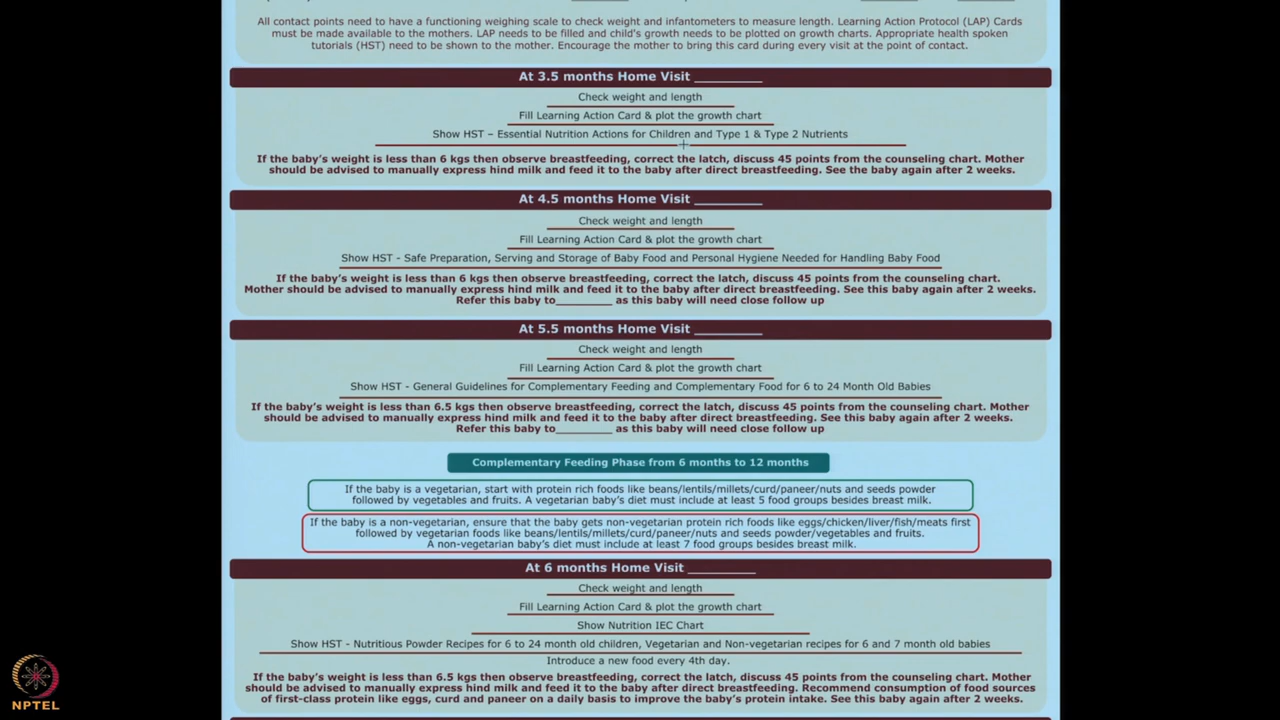 All contact points need to have a functioning weighing scale to check weight and infantometers to measure length. Learning Action Protocol (LAP) Cards
must be made available to the mothers. LAP needs to be filled and child's growth needs to be plotted on growth charts. Appropriate health spoken
tutorials (HST) need to be shown to the mother. Encourage the mother to bring this card during every visit at the point of contact.
At 3.5 months Home Visit __________
Check weight and length
Fill Learning Action Card & plot the growth chart
Show HST – Essential Nutrition Actions for Children and Type 1 & Type 2 Nutrients
If the baby's weight is less than 6 kgs then observe breastfeeding, correct the latch, discuss 45 points from the counseling chart. Mother
should be advised to manually express hind milk and feed it to the baby after direct breastfeeding. See the baby again after 2 weeks.
At 4.5 months Home Visit __________
Check weight and length
Fill Learning Action Card & plot the growth chart
Show HST - Safe Preparation, Serving and Storage of Baby Food and Personal Hygiene Needed for Handling Baby Food
If the baby's weight is less than 6 kgs then observe breastfeeding, correct the latch, discuss 45 points from the counseling chart.
Mother should be advised to manually express hind milk and feed it to the baby after direct breastfeeding. See this baby again after 2 weeks.
Refer this baby to_________ as this baby will need close follow up
At 5.5 months Home Visit __________
Check weight and length
Fill Learning Action Card & plot the growth chart
Show HST - General Guidelines for Complementary Feeding and Complementary Food for 6 to 24 Month Old Babies
If the baby's weight is less than 6.5 kgs then observe breastfeeding, correct the latch, discuss 45 points from the counseling chart. Mother
should be advised to manually express hind milk and feed it to the baby after direct breastfeeding. See this baby again after 2 weeks.
Refer this baby to_________ as this baby will need close follow up
Complementary Feeding Phase from 6 months to 12 months
If the baby is a vegetarian, start with protein rich foods like beans/lentils/millets/curd/paneer/nuts and seeds powder
followed by vegetables and fruits. A vegetarian baby's diet must include at least 5 food groups besides breast milk.
If the baby is a non-vegetarian, ensure that the baby gets non-vegetarian protein rich foods like eggs/chicken/liver/fish/meats first
followed by vegetarian foods like beans/lentils/millets/curd/paneer/nuts and seeds powder/vegetables and fruits.
A non-vegetarian baby's diet must include at least 7 food groups besides breast milk.
At 6 months Home Visit __________
Check weight and length
Fill Learning Action Card & plot the growth chart
Show Nutrition IEC Chart
Show HST - Nutritious Powder Recipes for 6 to 24 month old children, Vegetarian and Non-vegetarian recipes for 6 and 7 month old babies
Introduce a new food every 4th day.
If the baby's weight is less than 6.5 kgs then observe breastfeeding, correct the latch, discuss 45 points from the counseling chart. Mother
should be advised to manually express hind milk and feed it to the baby after direct breastfeeding. Recommend consumption of food sources
of first-class protein like eggs, curd and paneer on a daily basis to improve the baby's protein intake. See this baby again after 2 weeks.
NPTEL